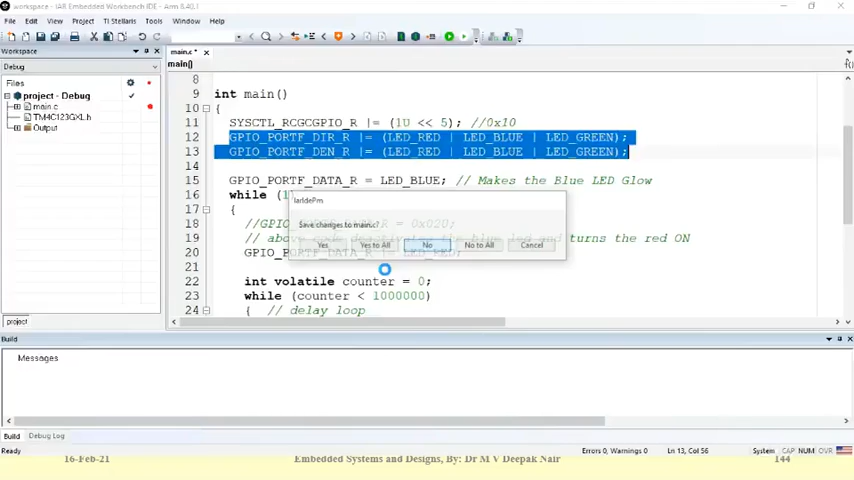 workspace - IAR Embedded Workbench IDE - Arm 8.40.1
File Edit View Project TI Stellaris Tools Window Help
Workspace
main.c *
Debug
main()
Files
project - Debug
main.c
TM4C123GXL.h
Output
project
8
9 int main()
10 {
11 SYSCTL_RCGCGPIO_R |= (1U << 5); //0x10
12 GPIO_PORTF_DIR_R |= (LED_RED | LED_BLUE | LED_GREEN);
13 GPIO_PORTF_DEN_R |= (LED_RED | LED_BLUE | LED_GREEN);
14
15 GPIO_PORTF_DATA_R = LED_BLUE; // Makes the Blue LED Glow
16 while (1
17 {
18 //GPIO_PORTF_DATA_R = 0x020;
19 // above code deactivates the blue led and turns the red ON
20 GPIO_PORTF_DATA_R |= LED_RED;
21
22 int volatile counter = 0;
23 while (counter < 1000000)
24 { // delay loop
IarIdePm
Save changes to main.c?
Yes Yes to All No No to All Cancel
Build
Messages
Build Debug Log
Ready Errors 0, Warnings 0 Ln 13, Col 56 System CAP NUM OVR
16-Feb-21 Embedded Systems and Designs, By: Dr M V Deepak Nair 144